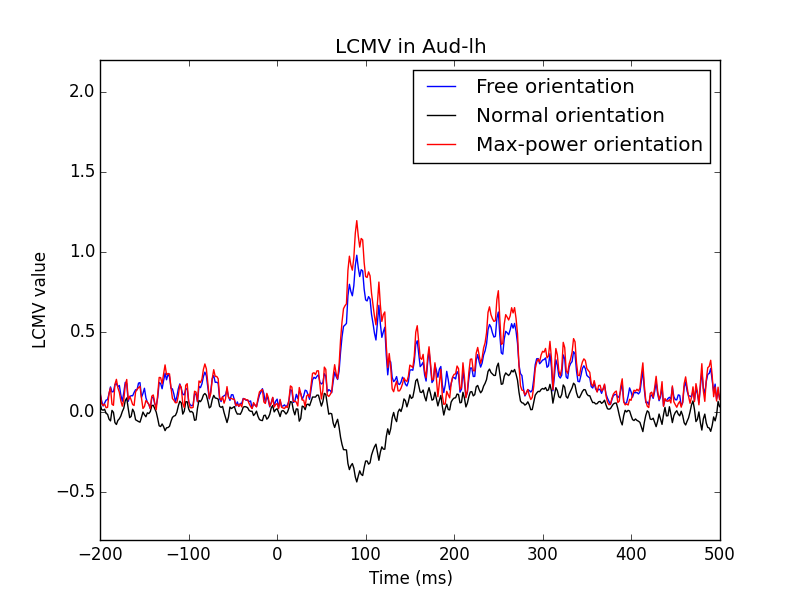 LCMV in Aud-lh
Free orientation
Normal orientation
Max-power orientation
LCMV value
2.0
1.5
1.0
0.5
0.0
−0.5
−200
−100
0
100
200
300
400
500
Time (ms)